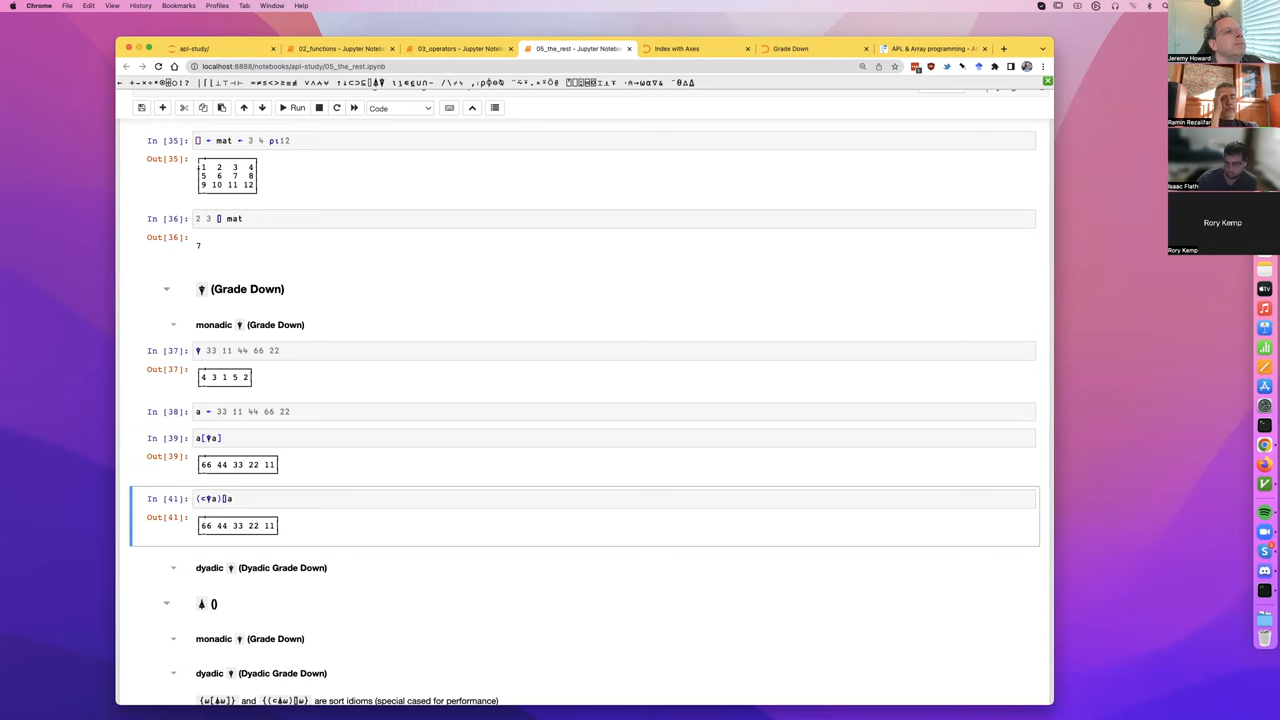 Chrome File Edit View History Bookmarks Profiles Tab Window Help
apl-study/
02_functions - Jupyter Noteb
03_operators - Jupyter Noteb
05_the_rest - Jupyter Notebo
Index with Axes
Grade Down
APL & Array programming - A
localhost:8888/notebooks/apl-study/05_the_rest.ipynb
Run
Code
In [35]: ⎕ ← mat ← 3 4 ⍴⍳12
Out[35]:
1 2 3 4
5 6 7 8
9 10 11 12
In [36]: 2 3 ⌷ mat
Out[36]:
7
⍒ (Grade Down)
monadic ⍒ (Grade Down)
In [37]: ⍒ 33 11 44 66 22
Out[37]: 4 3 1 5 2
In [38]: a ← 33 11 44 66 22
In [39]: a[⍒a]
Out[39]: 66 44 33 22 11
In [41]: (⊂⍒a)⌷a
Out[41]: 66 44 33 22 11
dyadic ⍒ (Dyadic Grade Down)
⍋ ()
monadic ⍒ (Grade Down)
dyadic ⍒ (Dyadic Grade Down)
{⍵[⍋⍵]} and {(⊂⍋⍵)⌷⍵} are sort idioms (special cased for performance)
Jeremy Howard
Ramin Rezaiifar
Isaac Flath
Rory Kemp
Rory Kemp